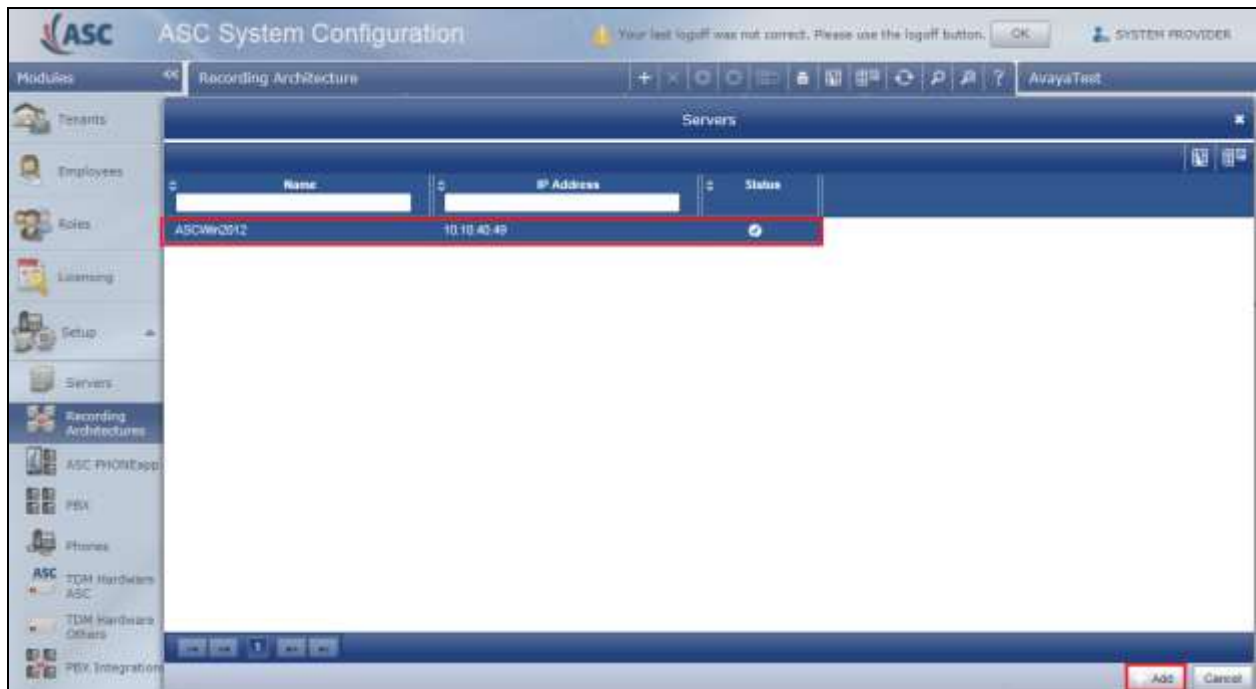 ASC
ASC System Configuration
Your last logoff was not correct. Please use the logoff button.
OK
SYSTEM PROVIDER
Modules
Recording Architecture
AvayaTest
Servers
Name
IP Address
Status
ASCWin2012
10.10.40.49
Tenants
Employees
Roles
Licensing
Setup
Servers
Recording
Architectures
ASC PHONEapp
PBX
Phones
ASC
TDM Hardware
ASC
TDM Hardware
Others
PBX Integration
1
Add
Cancel